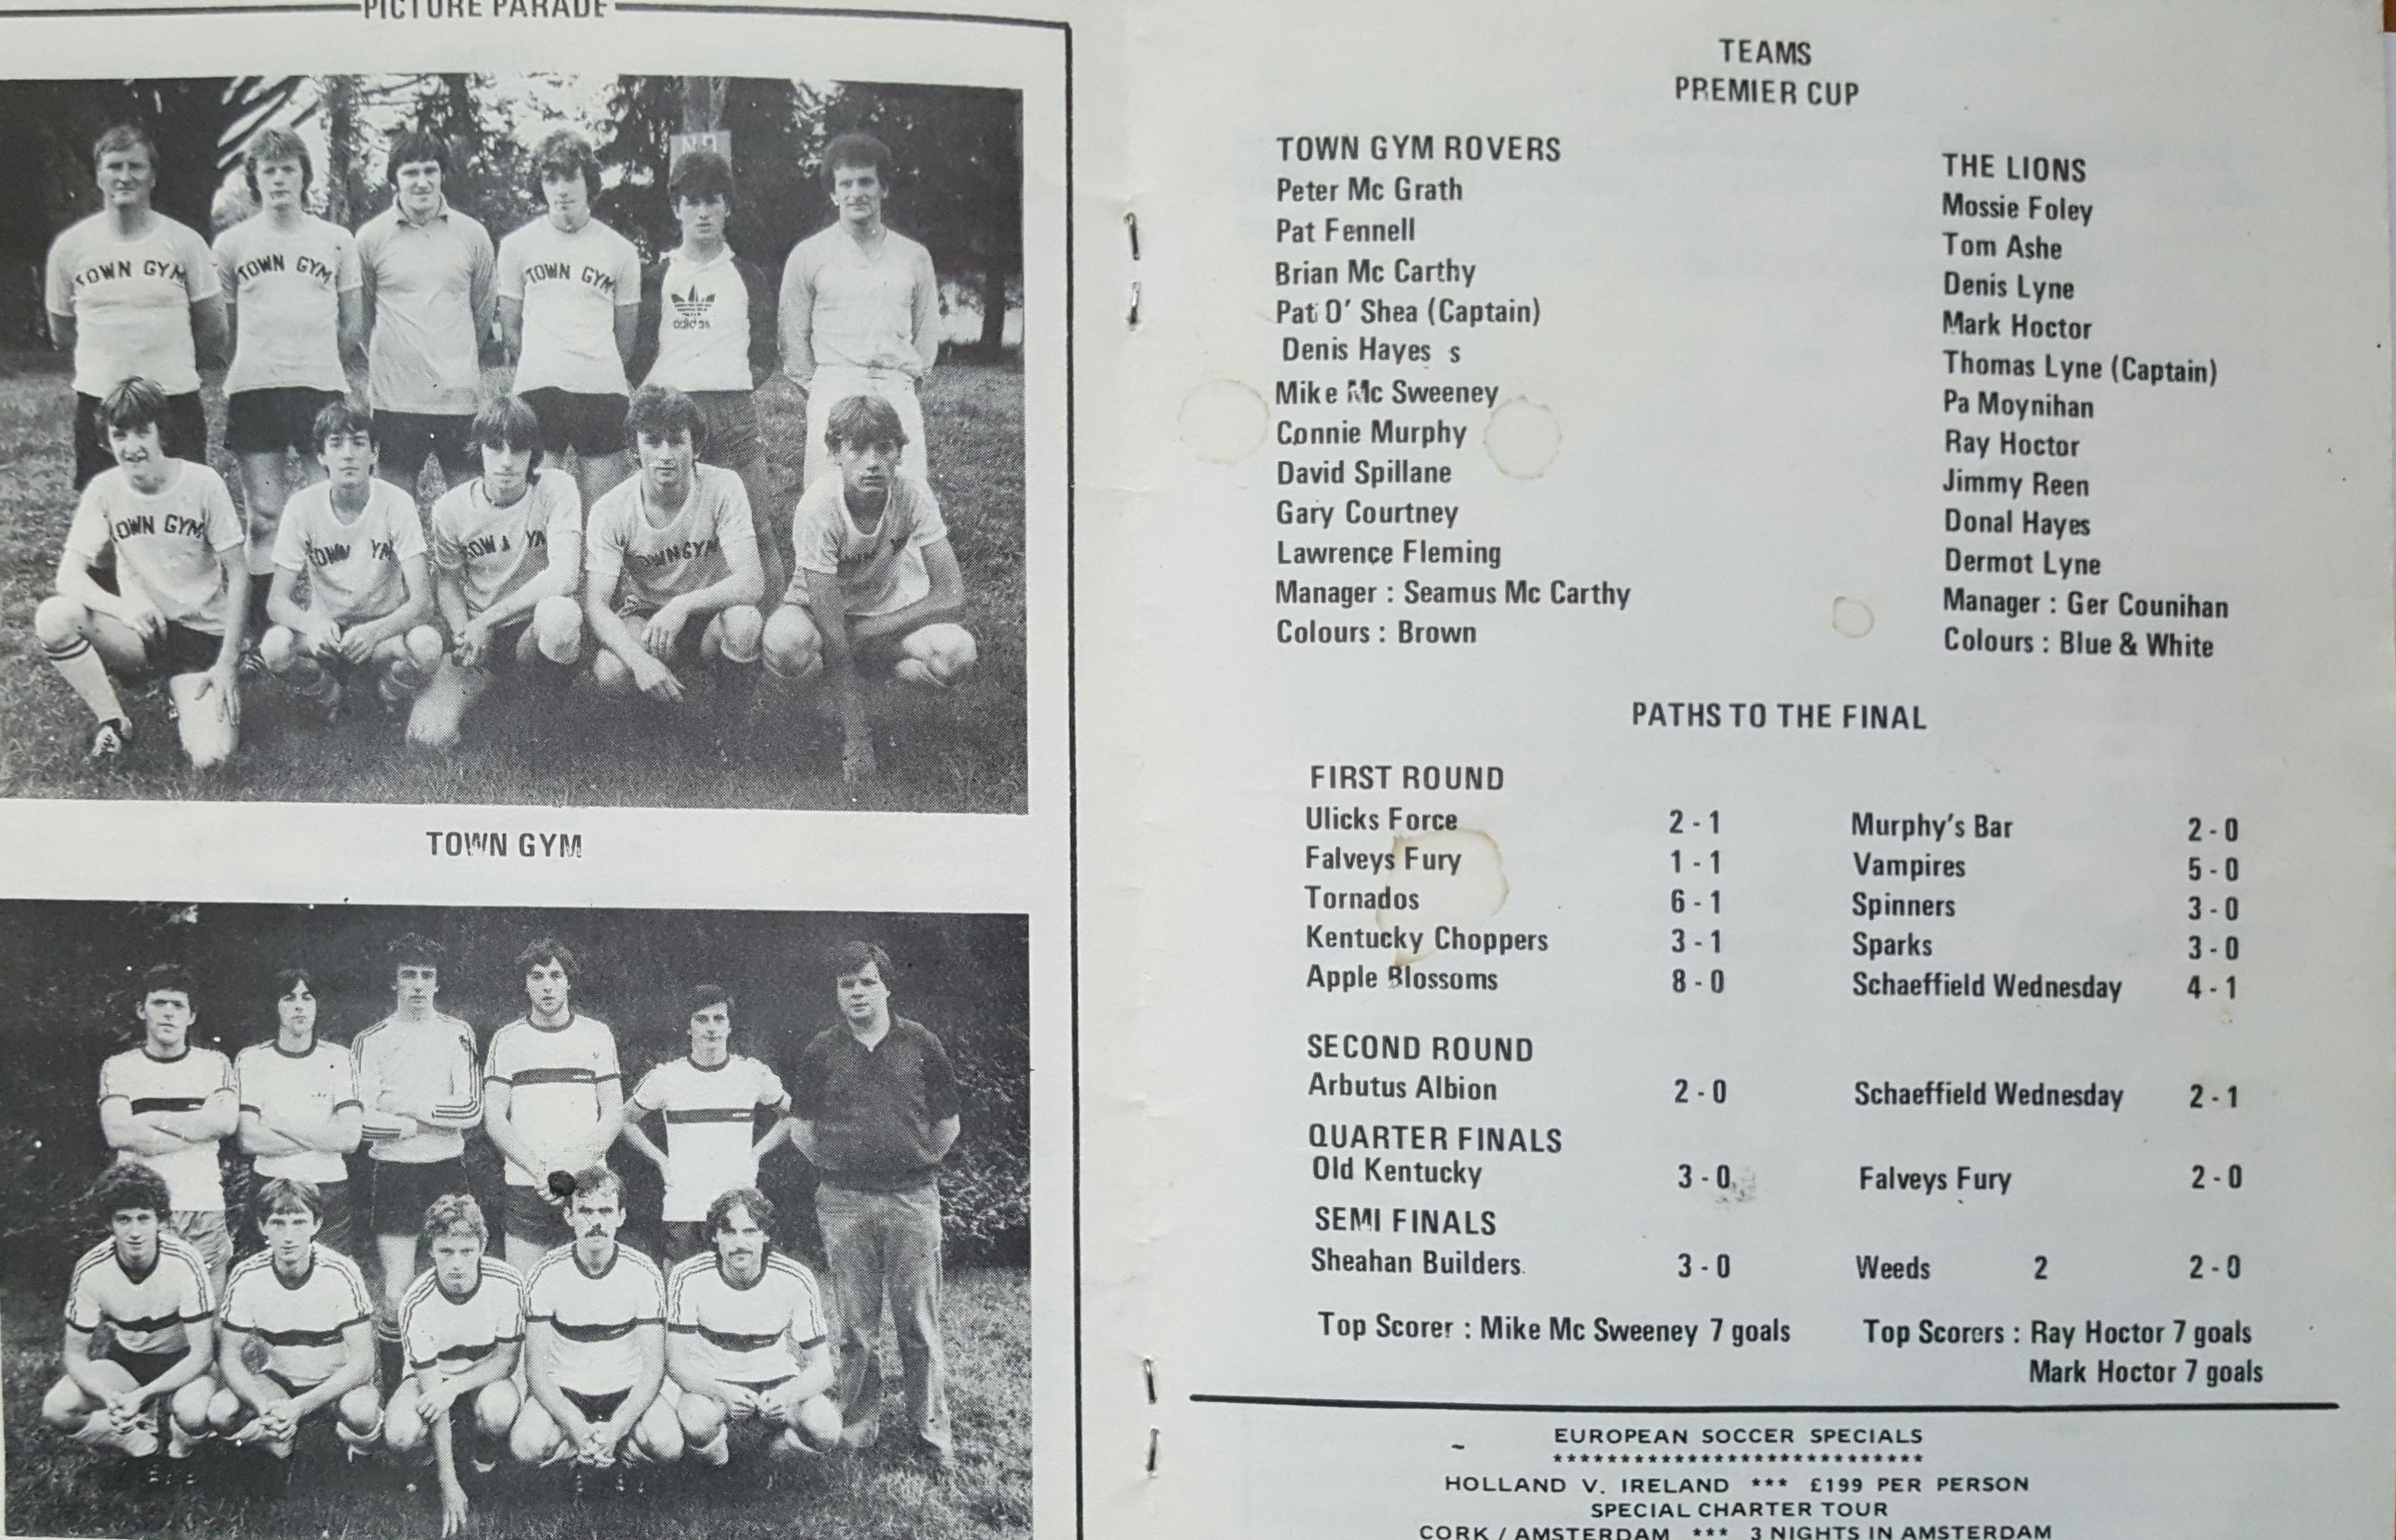 PICTURE PARADE
TOWN GYM
TOWN GYM
TOWN GYM
adidas
TOWN GYM
TOWN YM
TOW YM
TOWN GYM
TOWN GYM
TEAMS
PREMIER CUP
TOWN GYM ROVERS
Peter Mc Grath
Pat Fennell
Brian Mc Carthy
Pat O' Shea (Captain)
Denis Hayes s
Mike Mc Sweeney
Connie Murphy
David Spillane
Gary Courtney
Lawrence Fleming
Manager : Seamus Mc Carthy
Colours : Brown
THE LIONS
Mossie Foley
Tom Ashe
Denis Lyne
Mark Hoctor
Thomas Lyne (Captain)
Pa Moynihan
Ray Hoctor
Jimmy Reen
Donal Hayes
Dermot Lyne
Manager : Ger Counihan
Colours : Blue & White
PATHS TO THE FINAL
FIRST ROUND
Ulicks Force 2 - 1 Murphy's Bar 2 - 0
Falveys Fury 1 - 1 Vampires 5 - 0
Tornados 6 - 1 Spinners 3 - 0
Kentucky Choppers 3 - 1 Sparks 3 - 0
Apple Blossoms 8 - 0 Schaeffield Wednesday 4 - 1
SECOND ROUND
Arbutus Albion 2 - 0 Schaeffield Wednesday 2 - 1
QUARTER FINALS
Old Kentucky 3 - 0 Falveys Fury 2 - 0
SEMI FINALS
Sheahan Builders. 3 - 0 Weeds 2 2 - 0
Top Scorer : Mike Mc Sweeney 7 goals Top Scorers : Ray Hoctor 7 goals
Mark Hoctor 7 goals
EUROPEAN SOCCER SPECIALS
****************************
HOLLAND V. IRELAND *** £199 PER PERSON
SPECIAL CHARTER TOUR
CORK / AMSTERDAM *** 3 NIGHTS IN AMSTERDAM